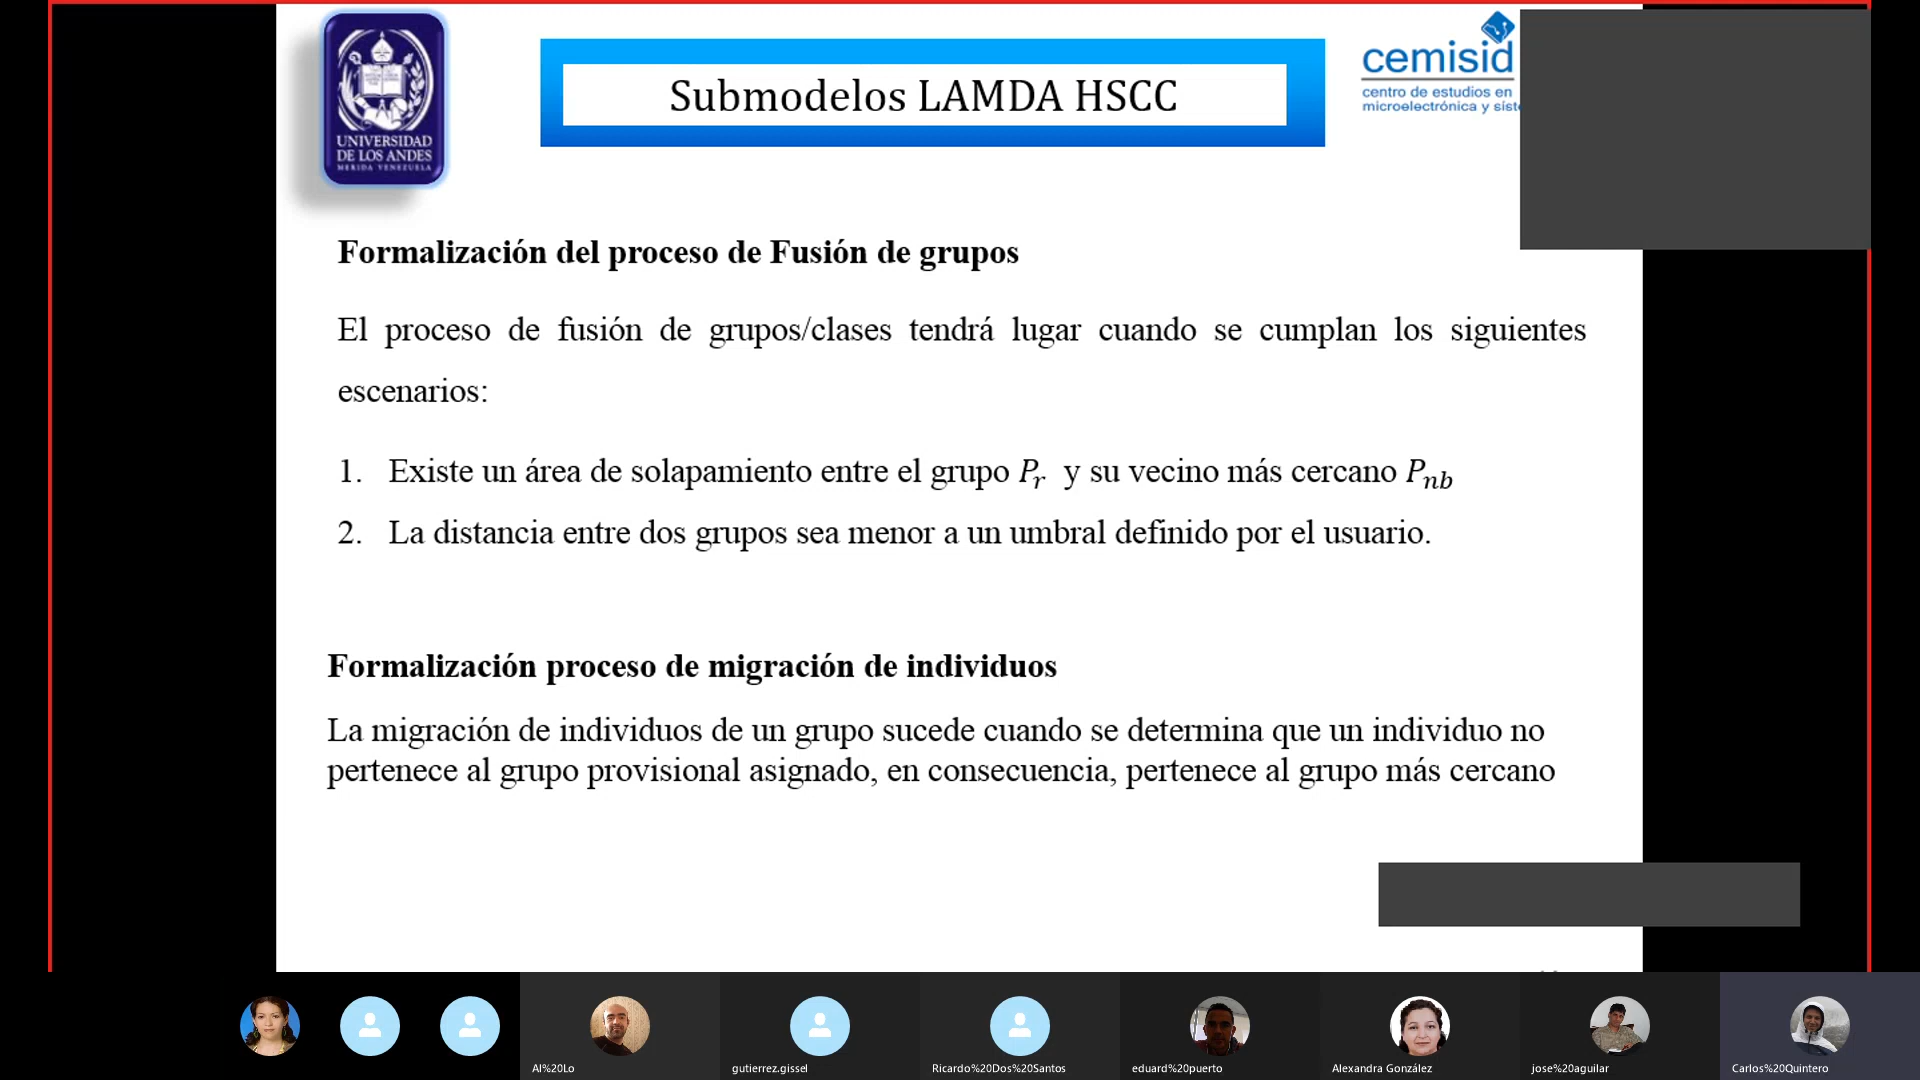 UNIVERSIDAD
DE LOS ANDES
MERIDA VENEZUELA
Submodelos LAMDA HSCC
cemisid
centro de estudios en
microelectrónica y sist
Formalización del proceso de Fusión de grupos
El proceso de fusión de grupos/clases tendrá lugar cuando se cumplan los siguientes
escenarios:
1. Existe un área de solapamiento entre el grupo P_r y su vecino más cercano P_nb
2. La distancia entre dos grupos sea menor a un umbral definido por el usuario.
Formalización proceso de migración de individuos
La migración de individuos de un grupo sucede cuando se determina que un individuo no
pertenece al grupo provisional asignado, en consecuencia, pertenece al grupo más cercano
Al%20Lo
gutierrez.gissel
Ricardo%20Dos%20Santos
eduard%20puerto
Alexandra González
jose%20aguilar
Carlos%20Quintero